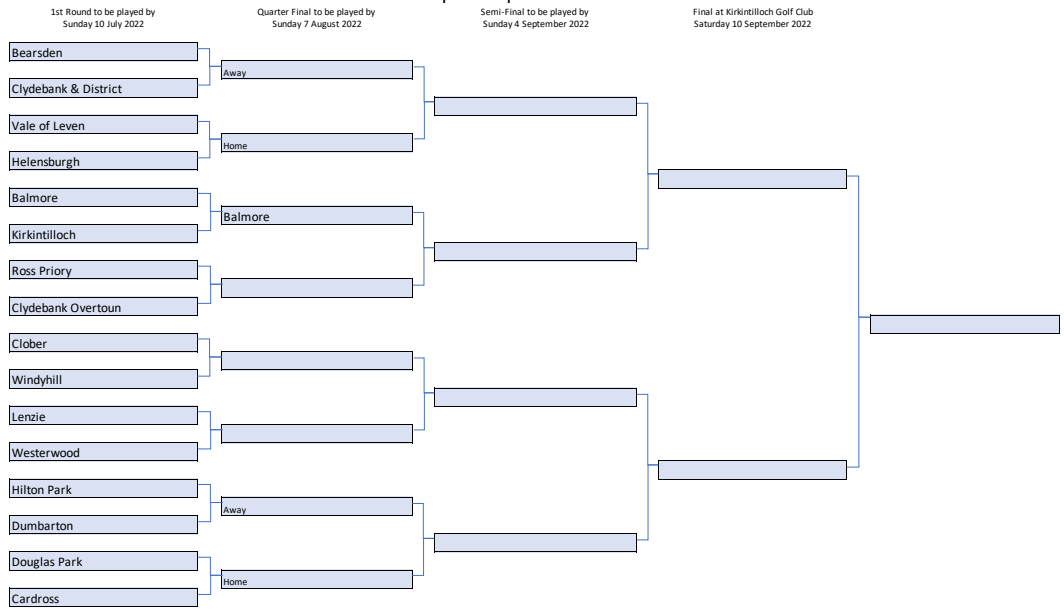 1st Round to be played by
Sunday 10 July 2022
Quarter Final to be played by
Sunday 7 August 2022
Semi-Final to be played by
Sunday 4 September 2022
Final at Kirkintilloch Golf Club
Saturday 10 September 2022
Bearsden
Away
Clydebank & District
Vale of Leven
Home
Helensburgh
Balmore
Balmore
Kirkintilloch
Ross Priory
Clydebank Overtoun
Clober
Windyhill
Lenzie
Westerwood
Hilton Park
Away
Dumbarton
Douglas Park
Home
Cardross